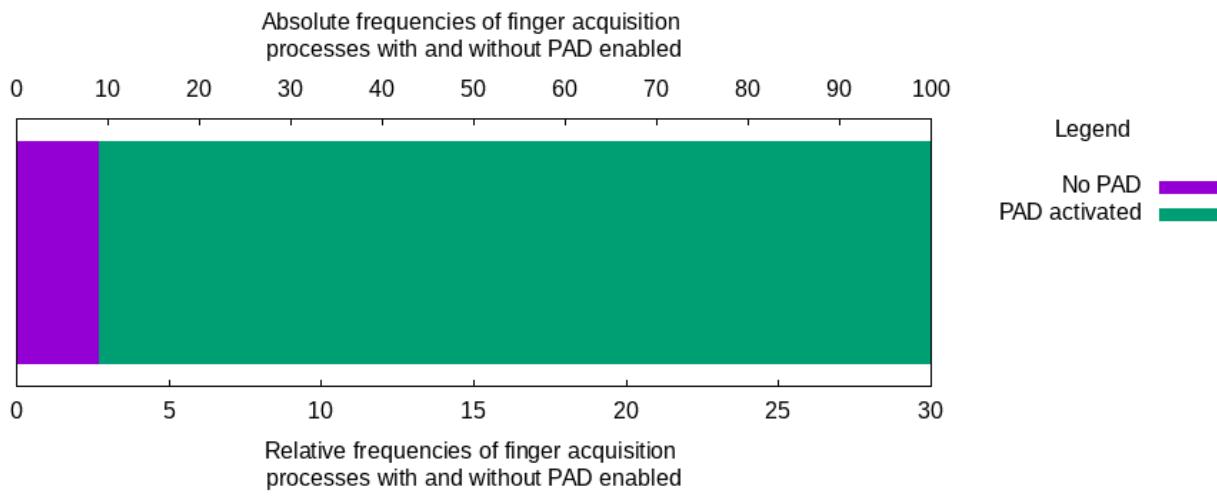 Absolute frequencies of finger acquisition
processes with and without PAD enabled
0 10 20 30 40 50 60 70 80 90 100
Legend
No PAD
PAD activated
0 5 10 15 20 25 30
Relative frequencies of finger acquisition
processes with and without PAD enabled